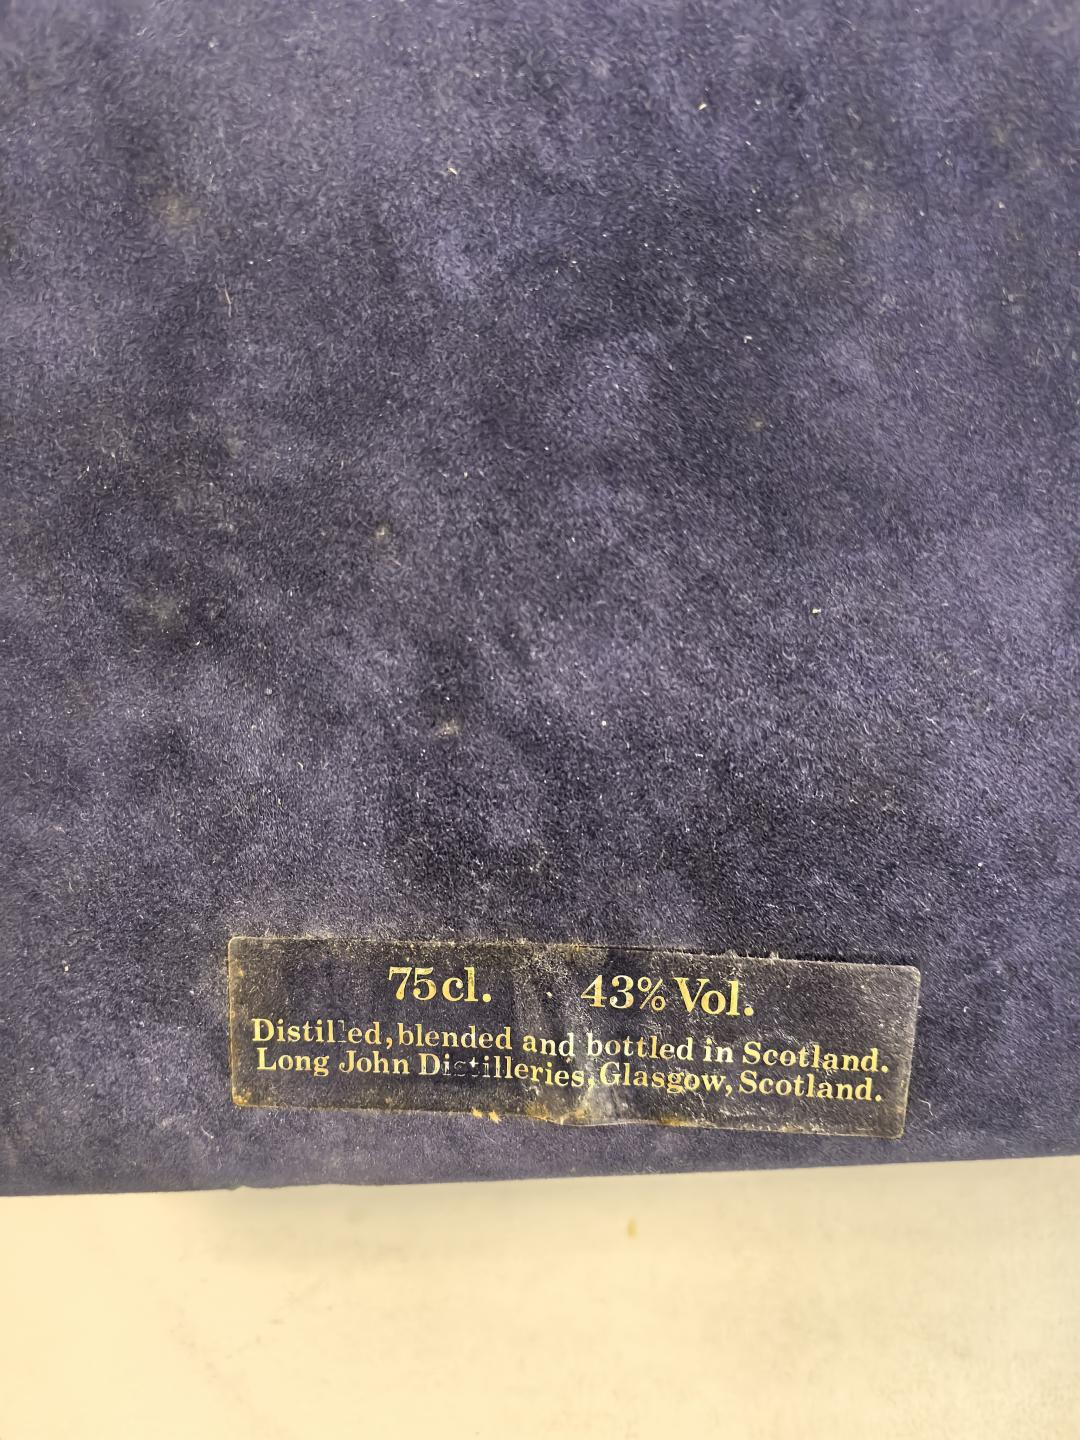 75cl. 43% Vol.
Distilled, blended and bottled in Scotland.
Long John Distilleries, Glasgow, Scotland.